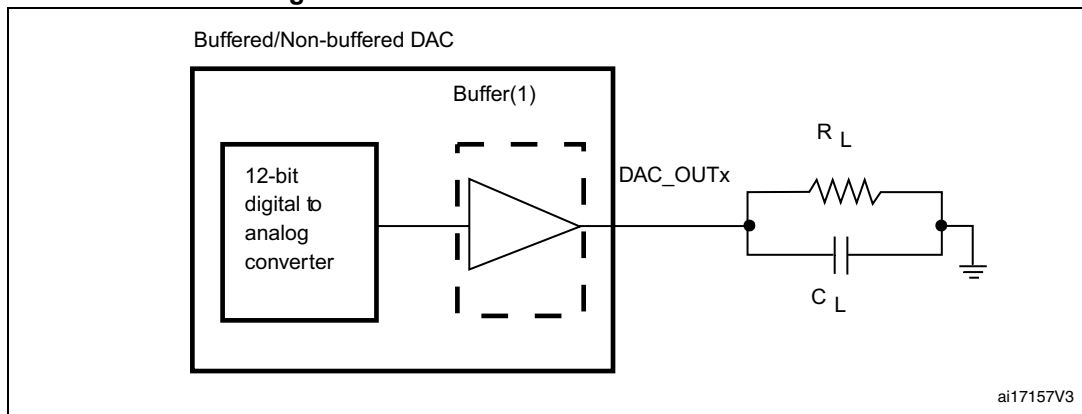 Buffered/Non-buffered DAC
Buffer(1)
12-bit
digital to
analog
converter
DAC_OUTx
R L
C L
ai17157V3